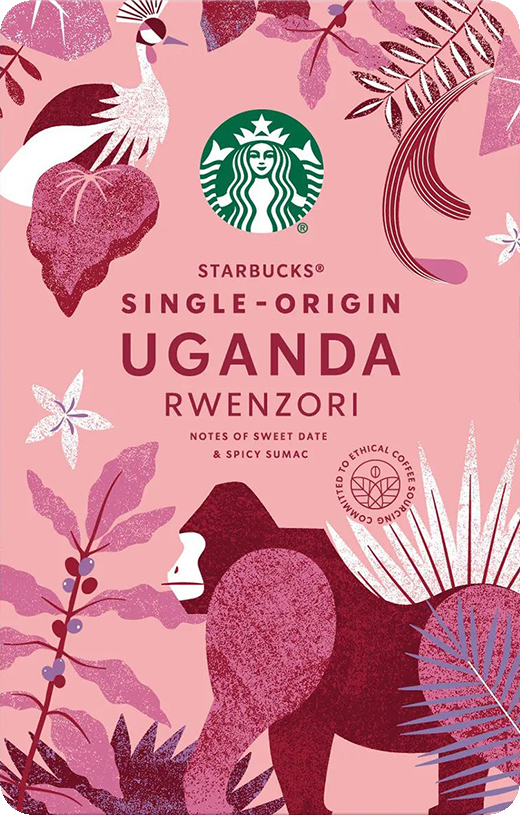 ®
STARBUCKS®
SINGLE-ORIGIN
UGANDA
RWENZORI
NOTES OF SWEET DATE
& SPICY SUMAC
COMMITTED TO ETHICAL COFFEE SOURCING